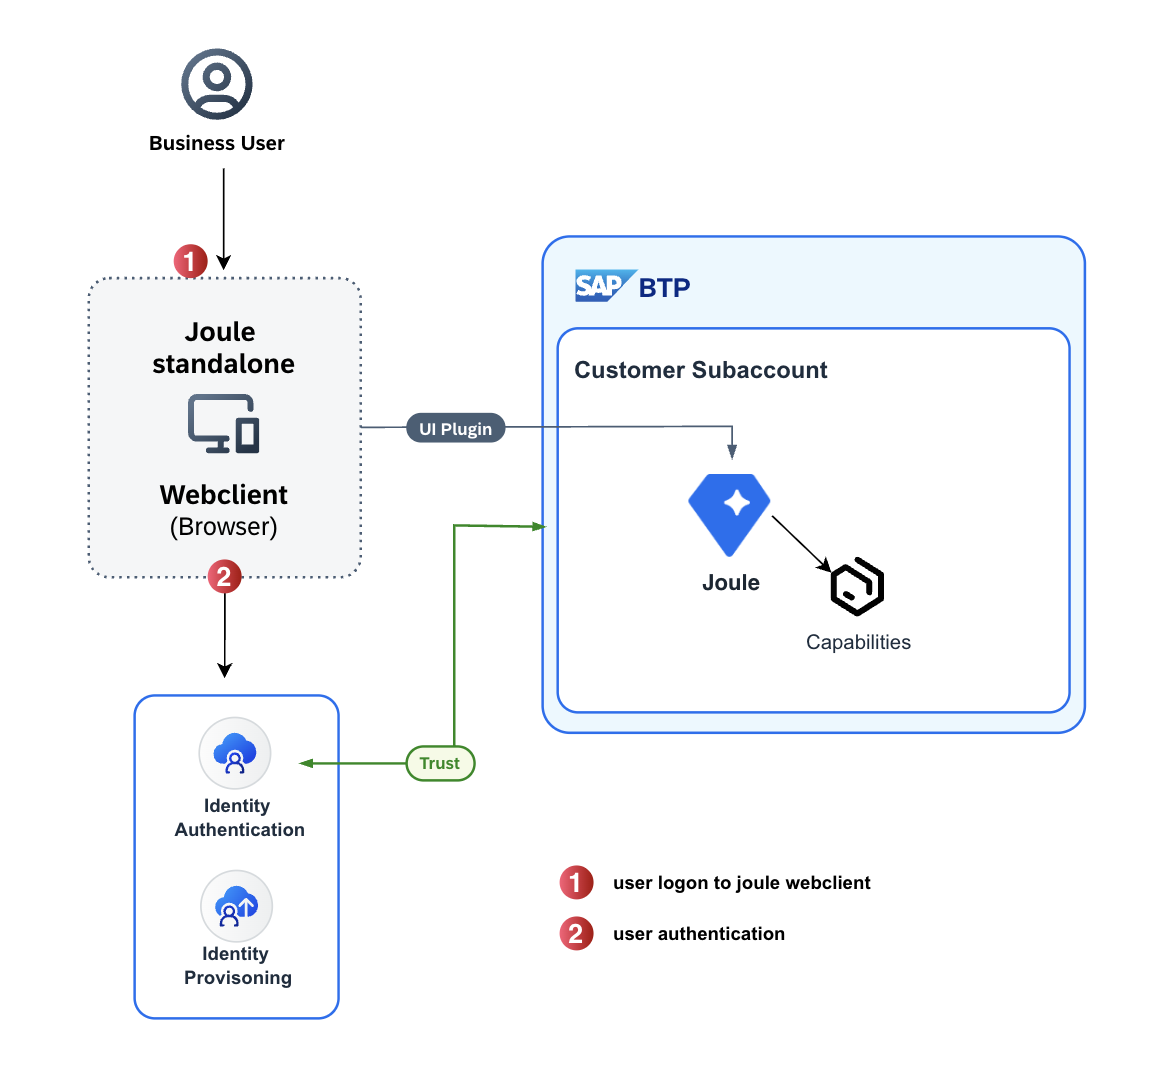 Business User
1
Joule
standalone
Webclient
(Browser)
2
UI Plugin
SAP BTP
Customer Subaccount
Joule
Capabilities
Trust
Identity
Authentication
Identity
Provisoning
1 user logon to joule webclient
2 user authentication